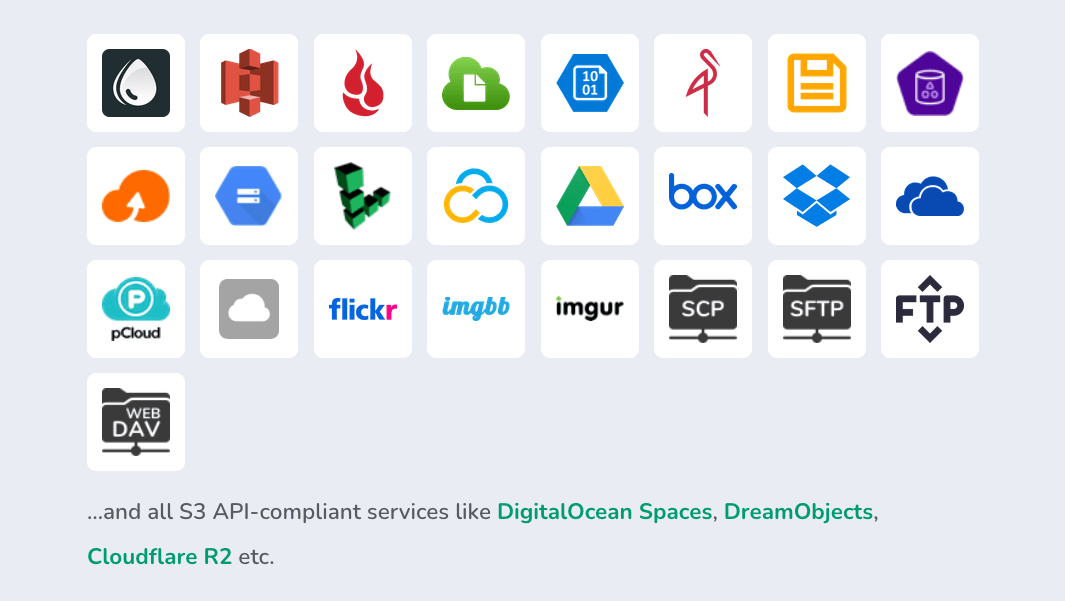 10
01
box
P
pCloud
flickr
imgbb
imgur
SCP
SFTP
FTP
WEB
DAV
...and all S3 API-compliant services like DigitalOcean Spaces, DreamObjects,
Cloudflare R2 etc.